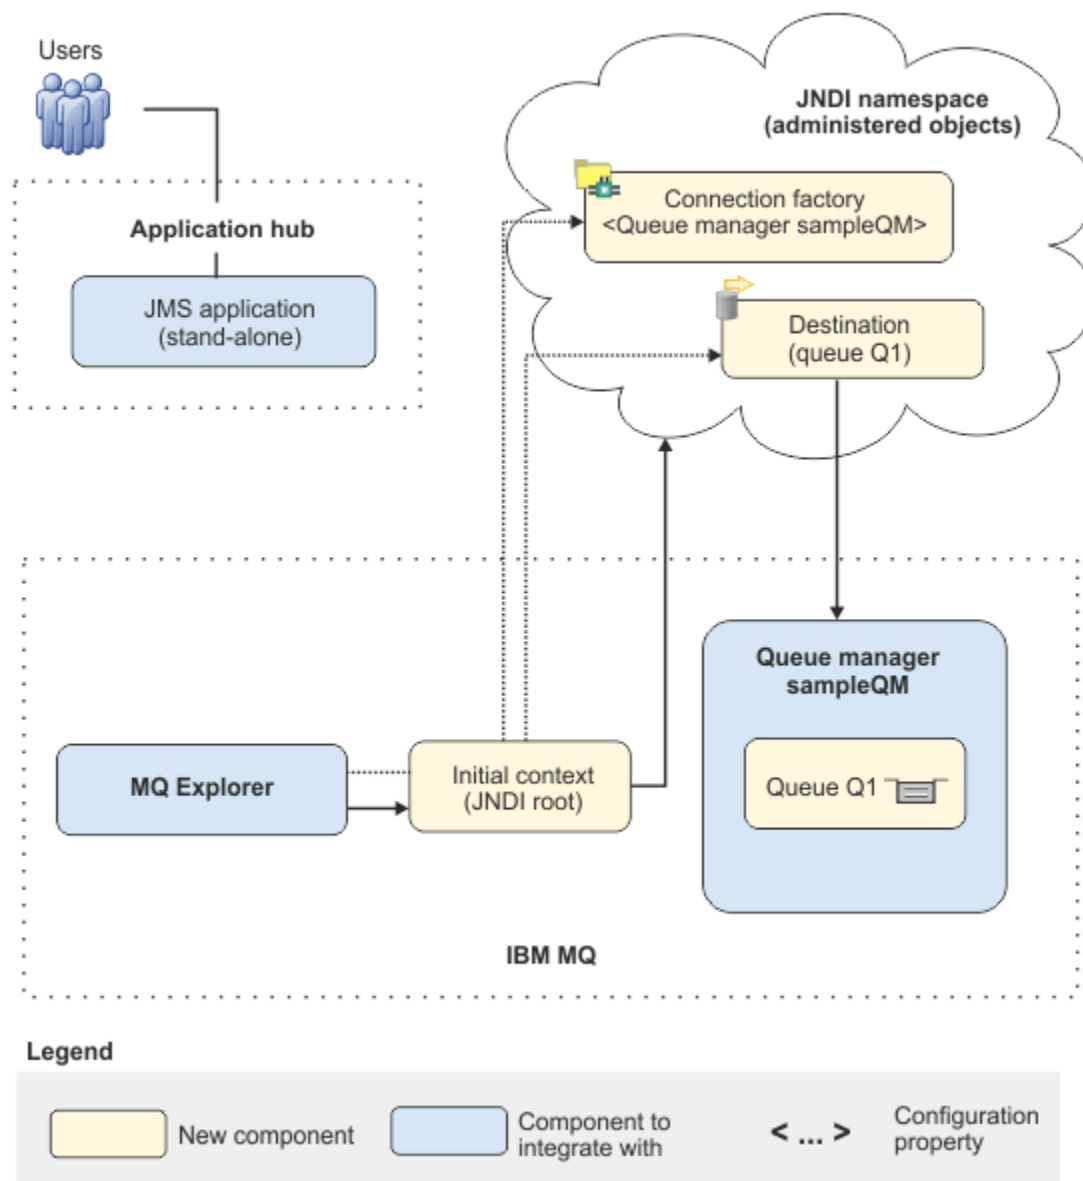 Users
JNDI namespace
(administered objects)
Connection factory
<Queue manager sampleQM>
Application hub
JMS application
(stand-alone)
Destination
(queue Q1)
Queue manager
sampleQM
MQ Explorer
Initial context
(JNDI root)
Queue Q1
IBM MQ
Legend
New component
Component to
integrate with
< ... >
Configuration
property